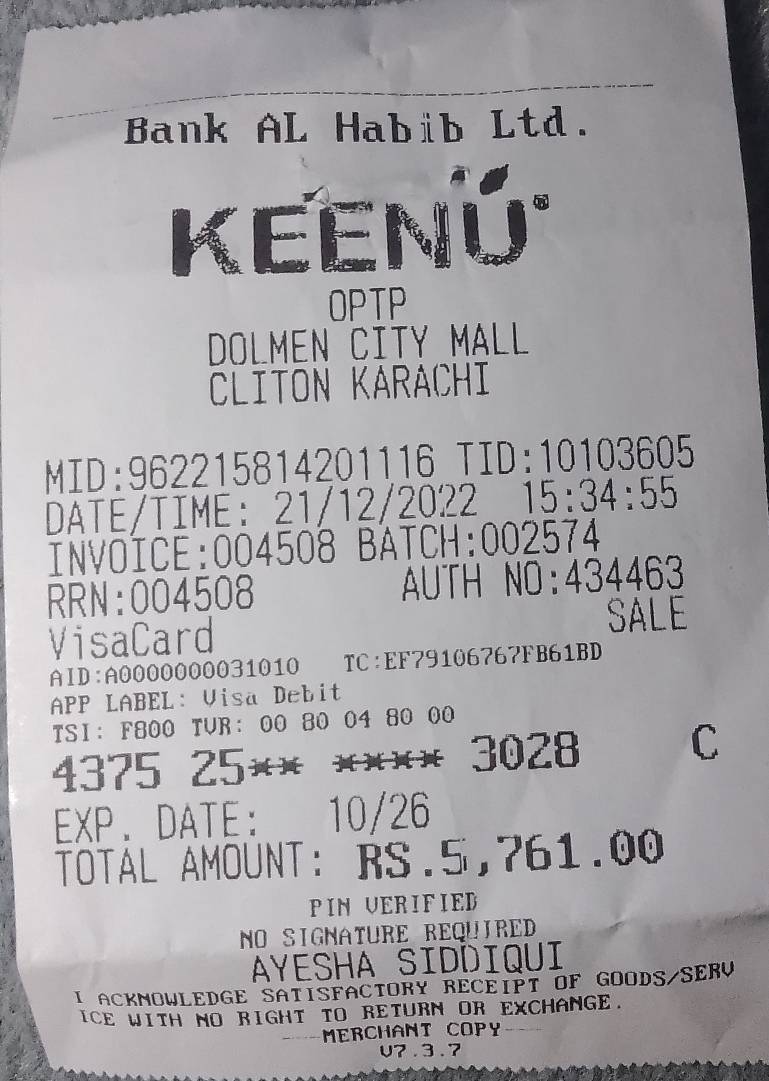 Bank AL Habib Ltd.
KEENU®
OPTP
DOLMEN CITY MALL
CLITON KARACHI
MID:962215814201116 TID:10103605
DATE/TIME: 21/12/2022 15:34:55
INVOICE:004508 BATCH:002574
RRN:004508 AUTH NO:434463
VisaCard SALE
AID:A0000000031010 TC:EF79106767FB61BD
APP LABEL: Visa Debit
TSI: F800 TVR: 00 80 04 80 00
4375 25** **** 3028 C
EXP. DATE: 10/26
TOTAL AMOUNT: RS.5,761.00
PIN VERIFIED
NO SIGNATURE REQUIRED
AYESHA SIDDIQUI
I ACKNOWLEDGE SATISFACTORY RECEIPT OF GOODS/SERV
ICE WITH NO RIGHT TO RETURN OR EXCHANGE.
-----MERCHANT COPY-----
V7.3.7